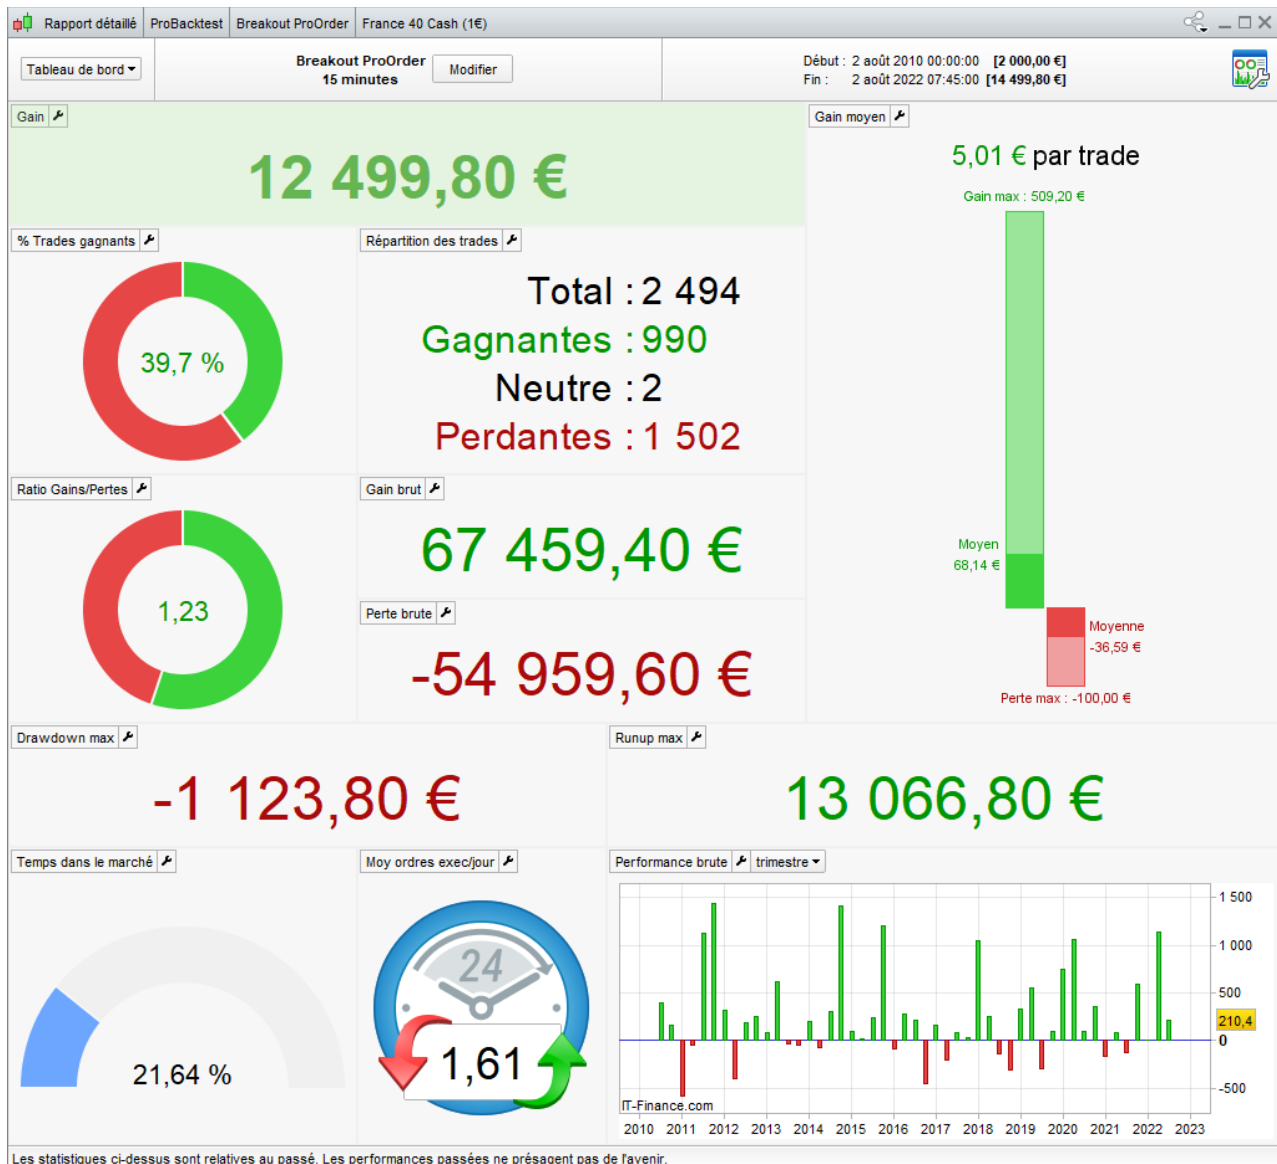 Rapport détaillé ProBacktest Breakout ProOrder France 40 Cash (1€)
Tableau de bord
Breakout ProOrder
15 minutes
Modifier
Début : 2 août 2010 00:00:00 [2 000,00 €]
Fin : 2 août 2022 07:45:00 [14 499,80 €]
Gain
12 499,80 €
Gain moyen
5,01 € par trade
Gain max : 509,20 €
Moyen
68,14 €
Moyenne
-36,59 €
Perte max : -100,00 €
% Trades gagnants
39,7 %
Répartition des trades
Total : 2 494
Gagnantes : 990
Neutre : 2
Perdantes : 1 502
Ratio Gains/Pertes
1,23
Gain brut
67 459,40 €
Perte brute
-54 959,60 €
Drawdown max
-1 123,80 €
Runup max
13 066,80 €
Temps dans le marché
21,64 %
Moy ordres exec/jour
24
1,61
Performance brute trimestre
1 500
1 000
500
210,4
0
-500
IT-Finance.com
2010 2011 2012 2013 2014 2015 2016 2017 2018 2019 2020 2021 2022 2023
Les statistiques ci-dessus sont relatives au passé. Les performances passées ne présagent pas de l'avenir.